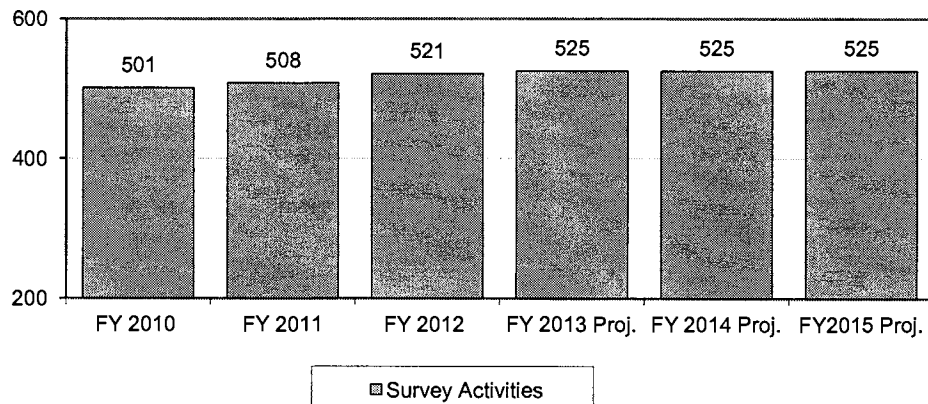 600
501 508 521 525 525 525
400
200
FY 2010 FY 2011 FY 2012 FY 2013 Proj. FY 2014 Proj. FY2015 Proj.
Survey Activities